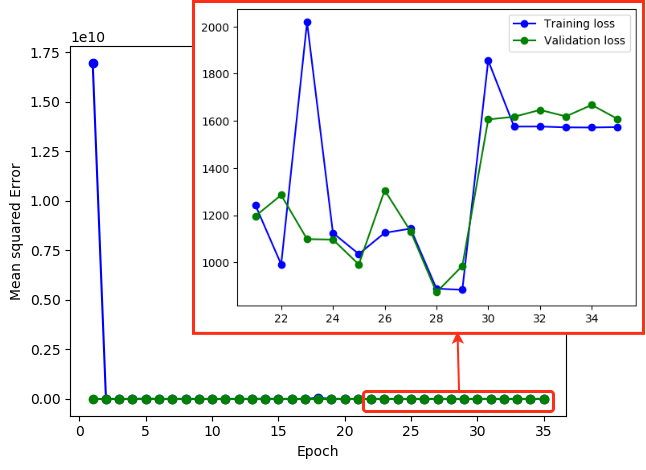 1e10
1.75
1.50
1.25
1.00
0.75
0.50
0.25
0.00
Mean squared Error
0 5 10 15 20 25 30 35
Epoch
2000
1800
1600
1400
1200
1000
22 24 26 28 30 32 34
Training loss
Validation loss